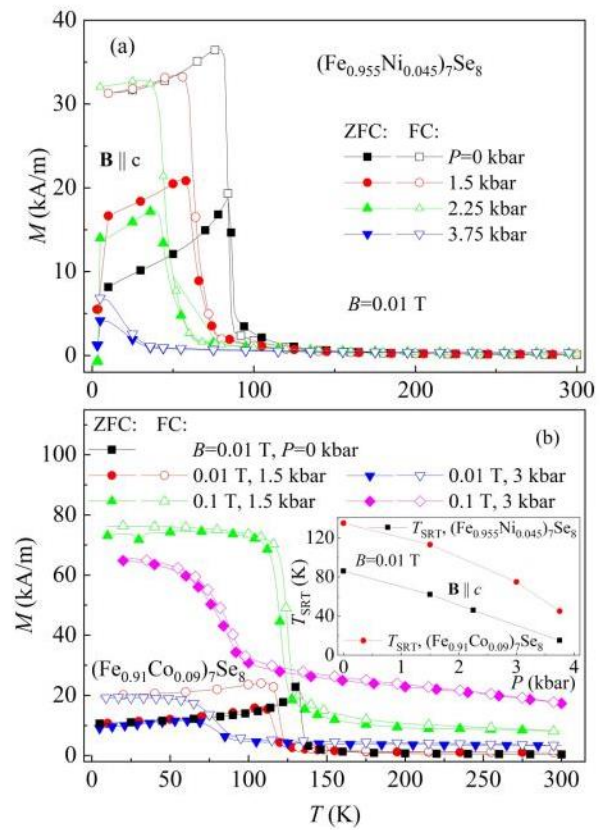 40
30
20
10
0
M (kA/m)
(a)
(Fe0.955Ni0.045)7Se8
ZFC: FC:
B || c
P=0 kbar
1.5 kbar
2.25 kbar
3.75 kbar
B=0.01 T
0 50 100 150 200 250 300
100
80
60
40
20
0
M (kA/m)
ZFC: FC:
(b)
B=0.01 T, P=0 kbar
0.01 T, 1.5 kbar
0.01 T, 3 kbar
0.1 T, 1.5 kbar
0.1 T, 3 kbar
120
80
40
0
TSRT (K)
TSRT, (Fe0.955Ni0.045)7Se8
B=0.01 T
B || c
TSRT, (Fe0.91Co0.09)7Se8
0 1 2 3 4
P (kbar)
(Fe0.91Co0.09)7Se8
0 50 100 150 200 250 300
T (K)